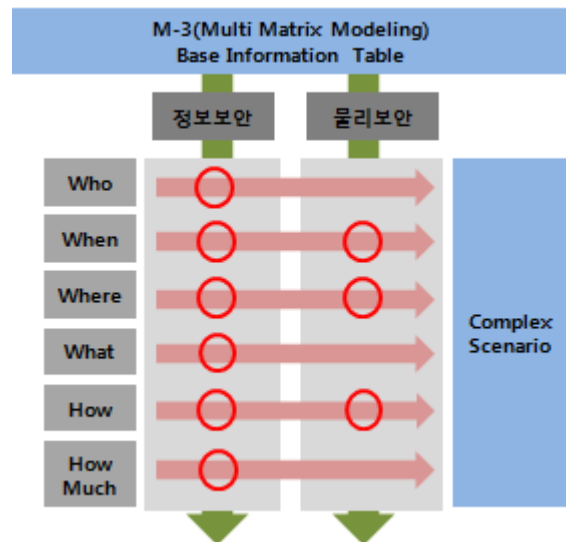 M-3(Multi Matrix Modeling)
Base Information Table
정보보안
물리보안
Who
When
Where
What
How
How
Much
Complex
Scenario